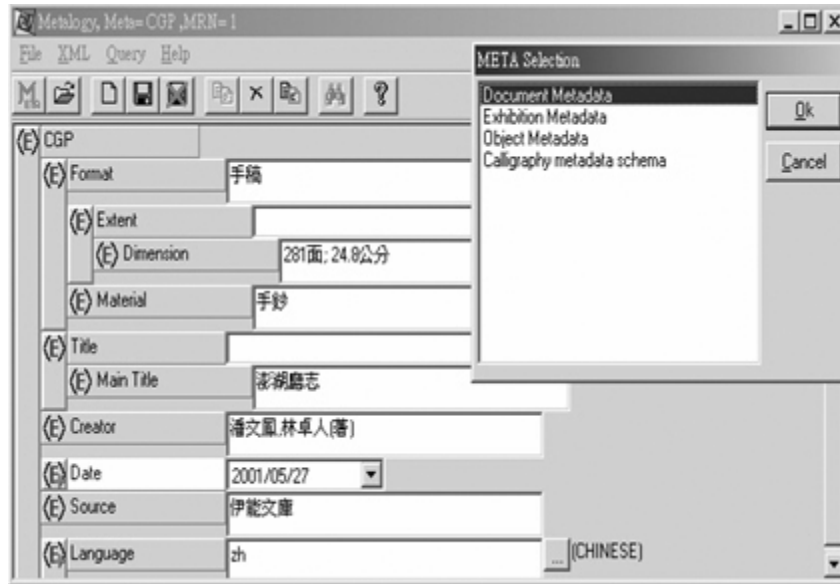 Metalogy, Meta= CGP ,MRN= 1
File XML Query Help
META Selection
Document Metadata
Exhibition Metadata
Object Metadata
Calligraphy metadata schema
Ok
Cancel
(E) CGP
(E) Format 手稿
(E) Extent
(E) Dimension 281面; 24.8公分
(E) Material 手鈔
(E) Title
(E) Main Title 澎湖廳志
(E) Creator 潘文鳳,林卓人(著)
(E) Date 2001/05/27
(E) Source 伊能文庫
(E) Language zh ... (CHINESE)